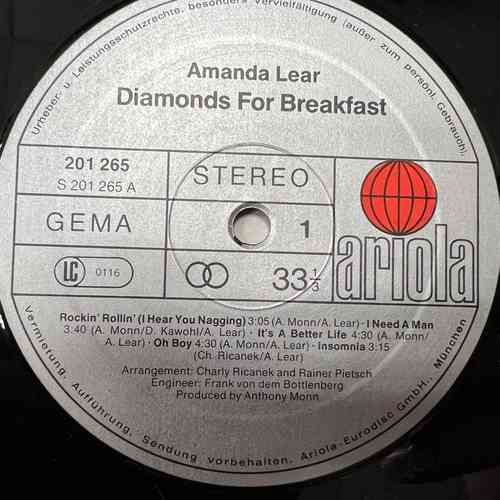 Urheber. u. Leistungsschutzrechte, besonders Vervielfältigung (außer zum persönl. Gebrauch),
Amanda Lear
Diamonds For Breakfast
201 265
S 201 265 A
STEREO
GEMA
1
LC 0116
33 1/3
ariola
Rockin' Rollin' (I Hear You Nagging) 3:05 (A. Monn/A. Lear) · I Need A Man
3:40 (A. Monn/D. Kawohl/A. Lear) · It's A Better Life 4:30 (A. Monn/
A. Lear) · Oh Boy 4:30 (A. Monn/A. Lear) · Insomnia 3:15
(Ch. Ricanek/A. Lear)
Arrangement: Charly Ricanek and Rainer Pietsch
Engineer: Frank von dem Bottlenberg
Produced by Anthony Monn
Vermietung, Aufführung, Sendung vorbehalten. Ariola Eurodisc GmbH., München